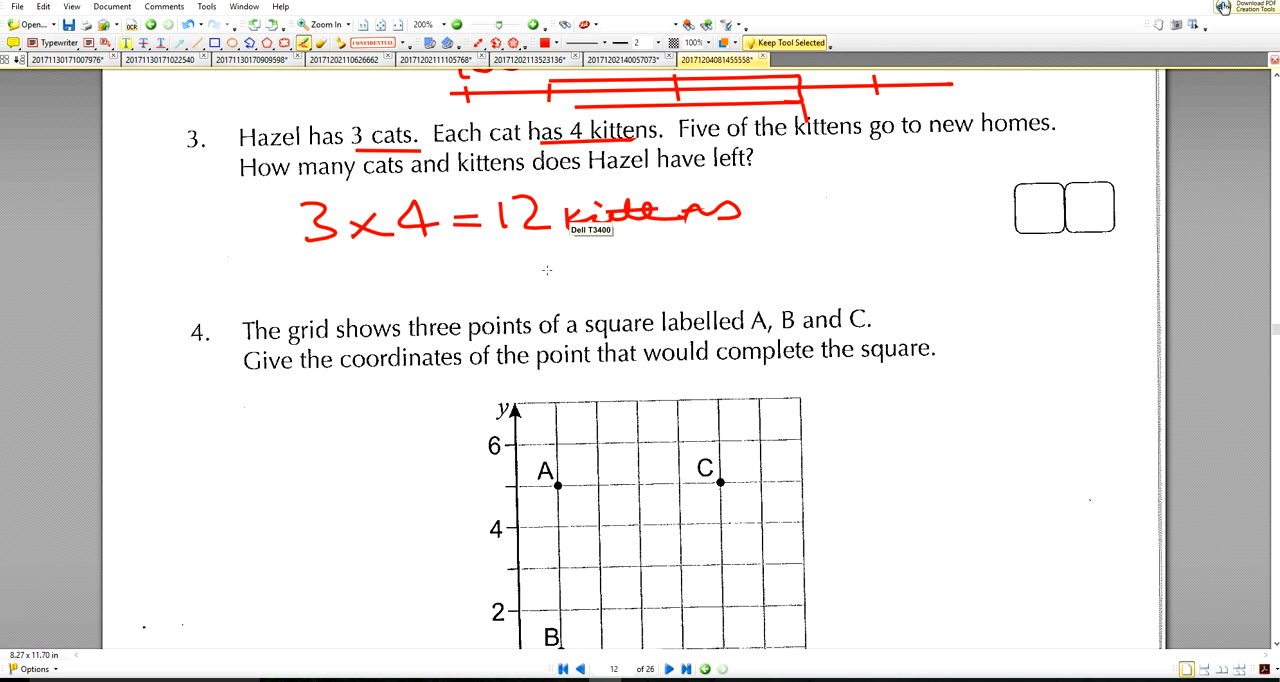 File Edit View Document Comments Tools Window Help
Download PDF
Creation Tools
Open... OCR Zoom In 200%
Typewriter T T T CONFIDENTIAL 2 100% Keep Tool Selected
20171130171007976* 20171130171022540 20171130170909598* 20171202110626662 20171202111105768* 20171202113523136* 20171202140057073* 20171204081455558*
3. Hazel has 3 cats. Each cat has 4 kittens. Five of the kittens go to new homes.
How many cats and kittens does Hazel have left?
3 × 4 = 12 kittens
Dell T3400
4. The grid shows three points of a square labelled A, B and C.
Give the coordinates of the point that would complete the square.
y
6
A
C
4
2
B
8.27 x 11.70 in
Options 12 of 26